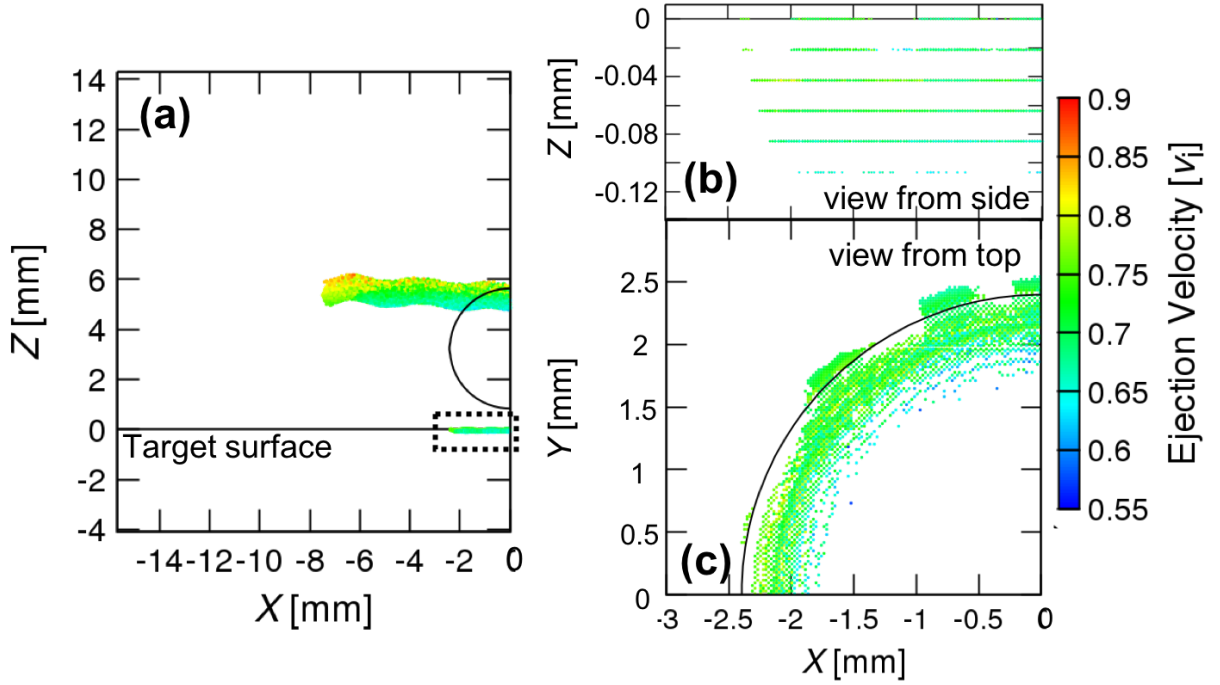 (a)
Z [mm]
14
12
10
8
6
4
2
0
-2
-4
Target surface
-14 -12 -10 -8 -6 -4 -2 0
X [mm]
Z [mm]
0
-0.04
-0.08
-0.12
(b)
view from side
view from top
Y [mm]
2.5
2
1.5
1
0.5
0
(c)
-3 -2.5 -2 -1.5 -1 -0.5 0
X [mm]
0.9
0.85
0.8
0.75
0.7
0.65
0.6
0.55
Ejection Velocity [vi]